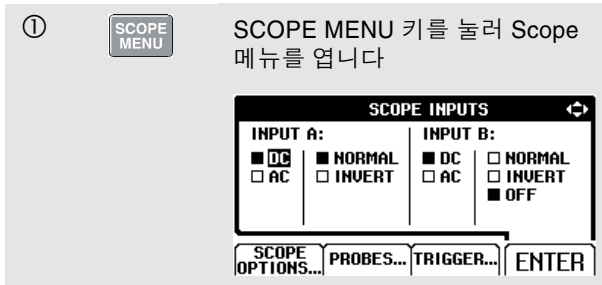 ①
SCOPE
MENU
SCOPE MENU 키를 눌러 Scope
메뉴를 엽니다
SCOPE INPUTS
INPUT A: INPUT B:
■ DC ■ NORMAL ■ DC □ NORMAL
□ AC □ INVERT □ AC □ INVERT
■ OFF
SCOPE
OPTIONS... PROBES... TRIGGER... ENTER